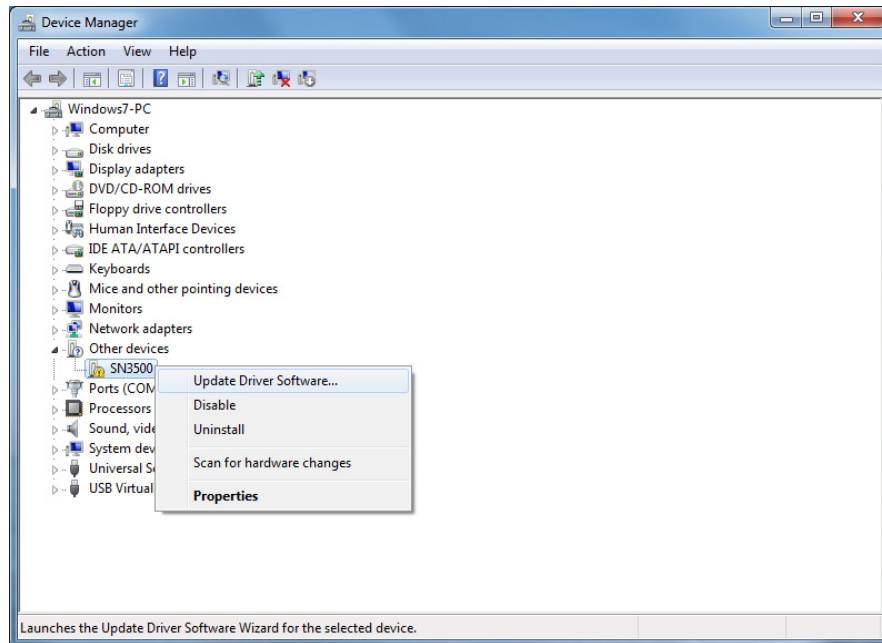 Device Manager
File Action View Help
Windows7-PC
Computer
Disk drives
Display adapters
DVD/CD-ROM drives
Floppy drive controllers
Human Interface Devices
IDE ATA/ATAPI controllers
Keyboards
Mice and other pointing devices
Monitors
Network adapters
Other devices
SN3500
Update Driver Software...
Ports (COM
Disable
Processors
Sound, vide
Uninstall
System dev
Scan for hardware changes
Universal S
USB Virtual
Properties
Launches the Update Driver Software Wizard for the selected device.